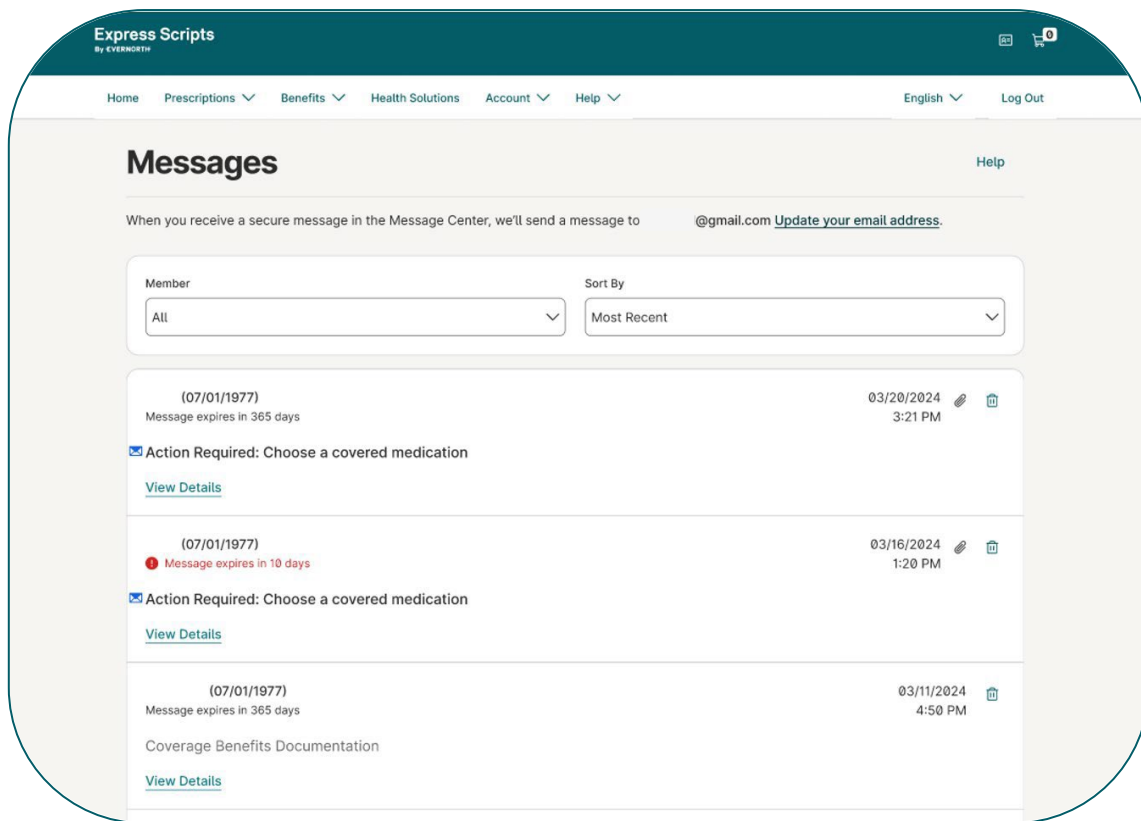 Express Scripts
By EVERNORTH
0
Home Prescriptions Benefits Health Solutions Account Help English Log Out
Messages Help
When you receive a secure message in the Message Center, we'll send a message to @gmail.com Update your email address.
Member Sort By
All Most Recent
(07/01/1977) 03/20/2024
Message expires in 365 days 3:21 PM
Action Required: Choose a covered medication
View Details
(07/01/1977) 03/16/2024
Message expires in 10 days 1:20 PM
Action Required: Choose a covered medication
View Details
(07/01/1977) 03/11/2024
Message expires in 365 days 4:50 PM
Coverage Benefits Documentation
View Details